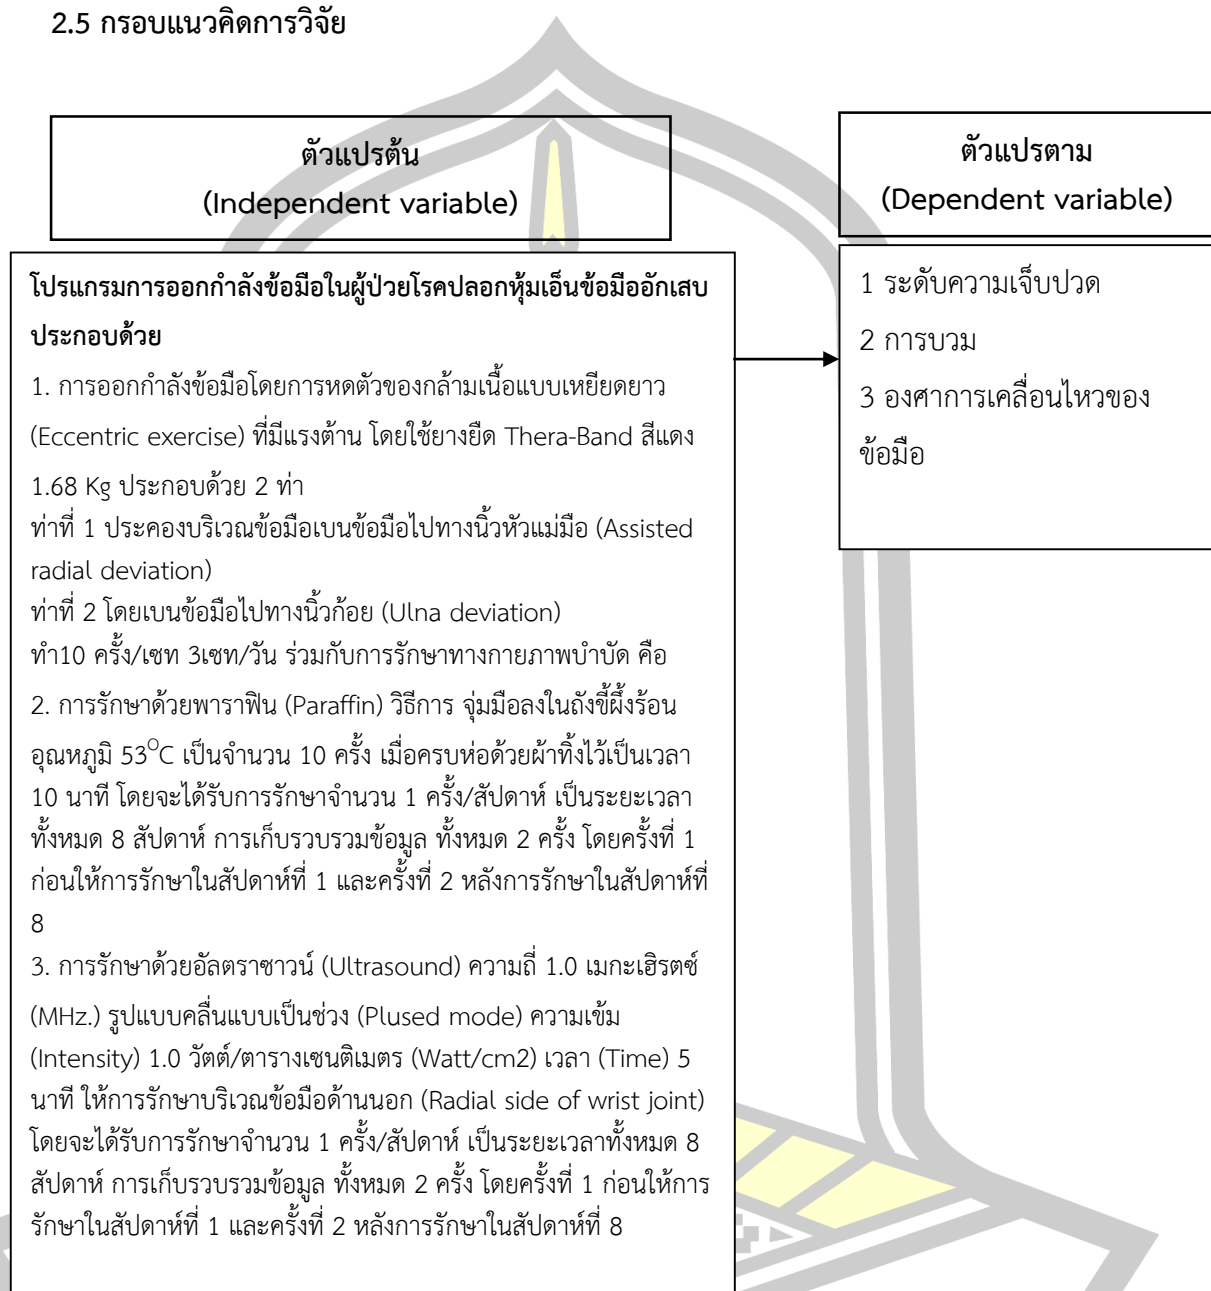 2.5 กรอบแนวคิดการวิจัย
ตัวแปรต้น
(Independent variable)
ตัวแปรตาม
(Dependent variable)
โปรแกรมการออกกำลังข้อมือในผู้ป่วยโรคปลอกหุ้มเอ็นข้อมืออักเสบ
ประกอบด้วย
1. การออกกำลังข้อมือโดยการหดตัวของกล้ามเนื้อแบบเหยียดยาว
(Eccentric exercise) ที่มีแรงต้าน โดยใช้ยางยืด Thera-Band สีแดง
1.68 Kg ประกอบด้วย 2 ท่า
ท่าที่ 1 ประคองบริเวณข้อมือเบนข้อมือไปทางนิ้วหัวแม่มือ (Assisted
radial deviation)
ท่าที่ 2 โดยเบนข้อมือไปทางนิ้วก้อย (Ulna deviation)
ทำ10 ครั้ง/เซท 3เซท/วัน ร่วมกับการรักษาทางกายภาพบำบัด คือ
2. การรักษาด้วยพาราฟิน (Paraffin) วิธีการ จุ่มมือลงในถังขี้ผึ้งร้อน
อุณหภูมิ 53ᴼC เป็นจำนวน 10 ครั้ง เมื่อครบห่อด้วยผ้าทิ้งไว้เป็นเวลา
10 นาที โดยจะได้รับการรักษาจำนวน 1 ครั้ง/สัปดาห์ เป็นระยะเวลา
ทั้งหมด 8 สัปดาห์ การเก็บรวบรวมข้อมูล ทั้งหมด 2 ครั้ง โดยครั้งที่ 1
ก่อนให้การรักษาในสัปดาห์ที่ 1 และครั้งที่ 2 หลังการรักษาในสัปดาห์ที่
8
3. การรักษาด้วยอัลตราซาวน์ (Ultrasound) ความถี่ 1.0 เมกะเฮิรตซ์
(MHz.) รูปแบบคลื่นแบบเป็นช่วง (Plused mode) ความเข้ม
(Intensity) 1.0 วัตต์/ตารางเซนติเมตร (Watt/cm2) เวลา (Time) 5
นาที ให้การรักษาบริเวณข้อมือด้านนอก (Radial side of wrist joint)
โดยจะได้รับการรักษาจำนวน 1 ครั้ง/สัปดาห์ เป็นระยะเวลาทั้งหมด 8
สัปดาห์ การเก็บรวบรวมข้อมูล ทั้งหมด 2 ครั้ง โดยครั้งที่ 1 ก่อนให้การ
รักษาในสัปดาห์ที่ 1 และครั้งที่ 2 หลังการรักษาในสัปดาห์ที่ 8
1 ระดับความเจ็บปวด
2 การบวม
3 องศาการเคลื่อนไหวของ
ข้อมือ